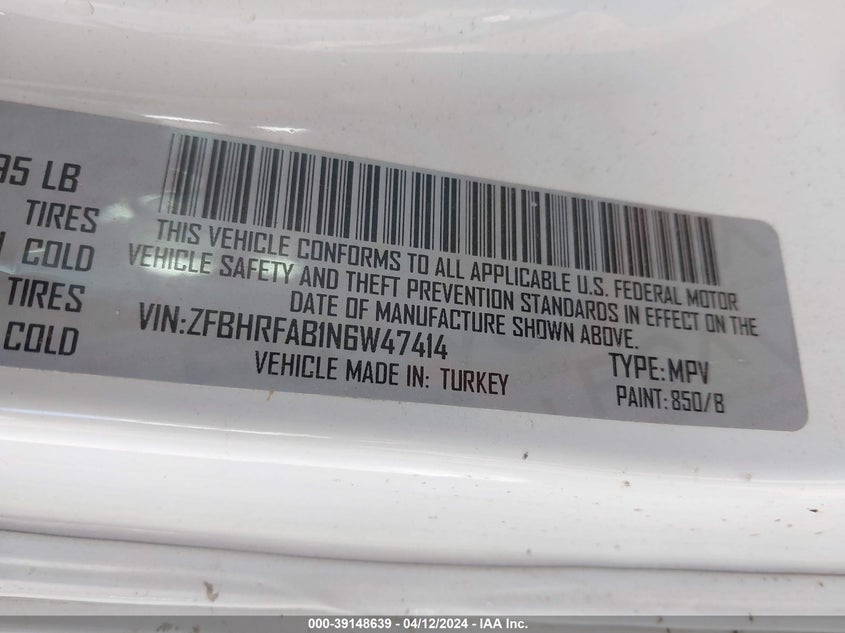 95 LB
TIRES
COLD
TIRES
COLD
THIS VEHICLE CONFORMS TO ALL APPLICABLE U.S. FEDERAL MOTOR
VEHICLE SAFETY AND THEFT PREVENTION STANDARDS IN EFFECT ON THE
DATE OF MANUFACTURE SHOWN ABOVE.
VIN:ZFBHRFAB1N6W47414
TYPE:MPV
VEHICLE MADE IN: TURKEY
PAINT:850/B
000-39148639 - 04/12/2024 - IAA Inc.